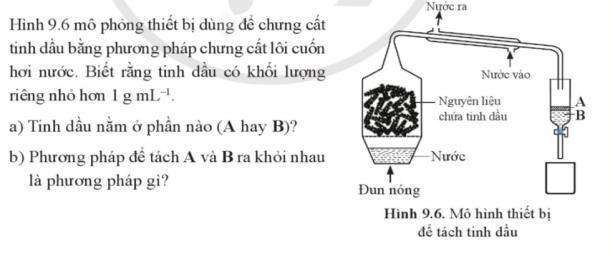 Hình 9.6 mô phỏng thiết bị dùng để chưng cất
tinh dầu bằng phương pháp chưng cất lôi cuốn
hơi nước. Biết rằng tinh dầu có khối lượng
riêng nhỏ hơn 1 g mL⁻¹.
a) Tinh dầu nằm ở phần nào (A hay B)?
b) Phương pháp để tách A và B ra khỏi nhau
là phương pháp gì?
Nước ra
Nước vào
A
B
Nguyên liệu
chứa tinh dầu
Nước
Đun nóng
Hình 9.6. Mô hình thiết bị
để tách tinh dầu